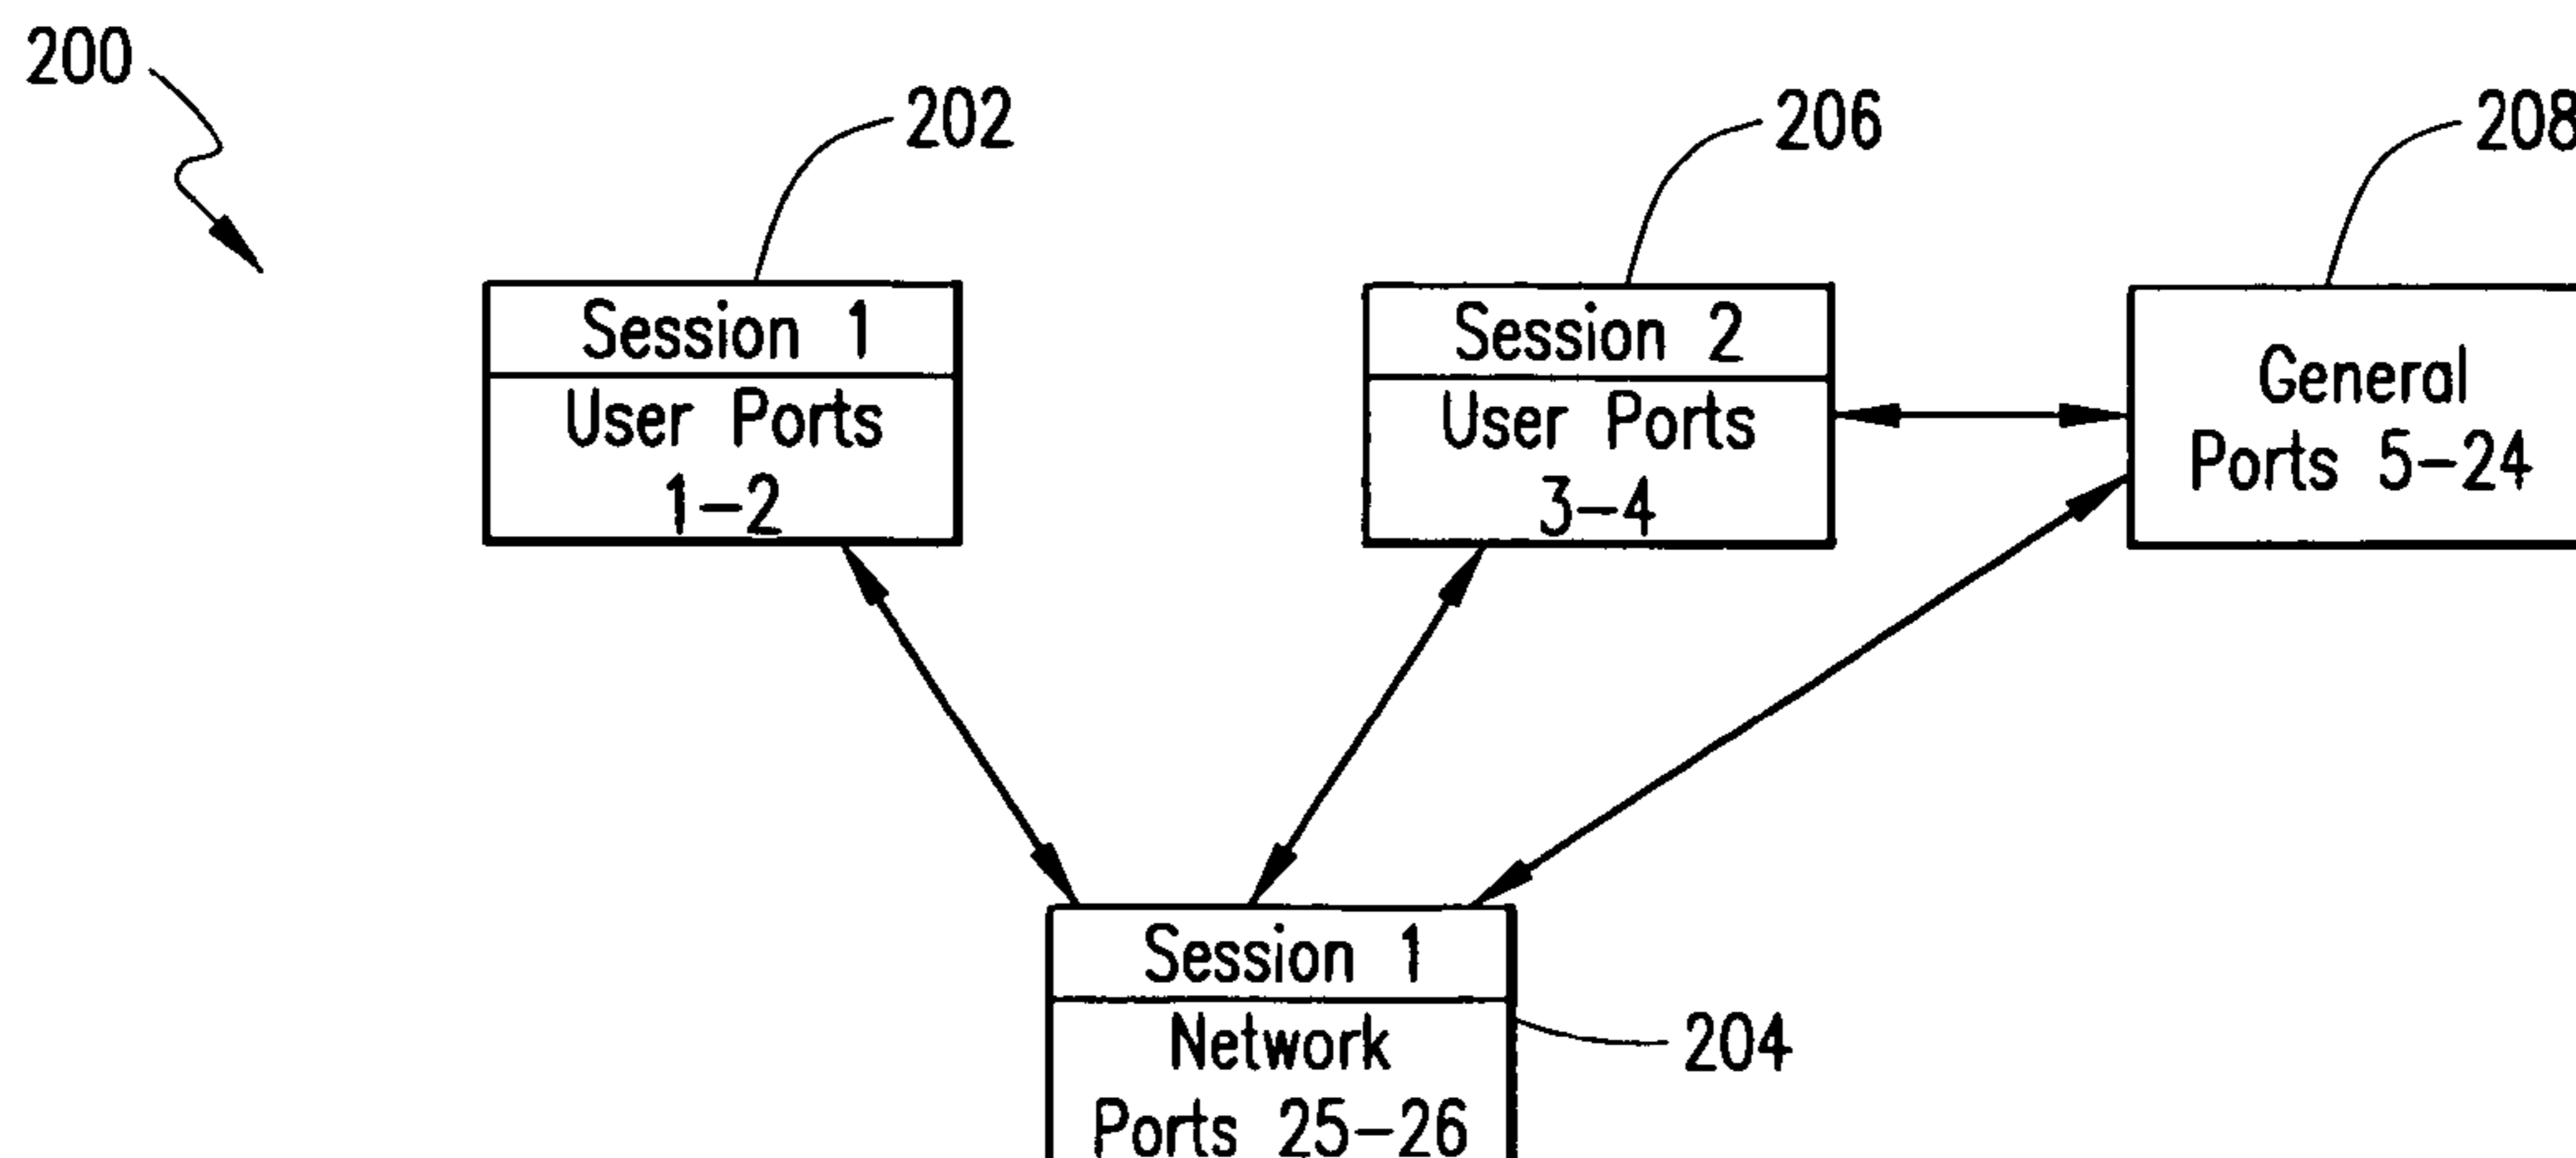 200
202
206
208
Session 1
User Ports
1-2
Session 2
User Ports
3-4
General
Ports 5-24
Session 1
Network
Ports 25-26
204